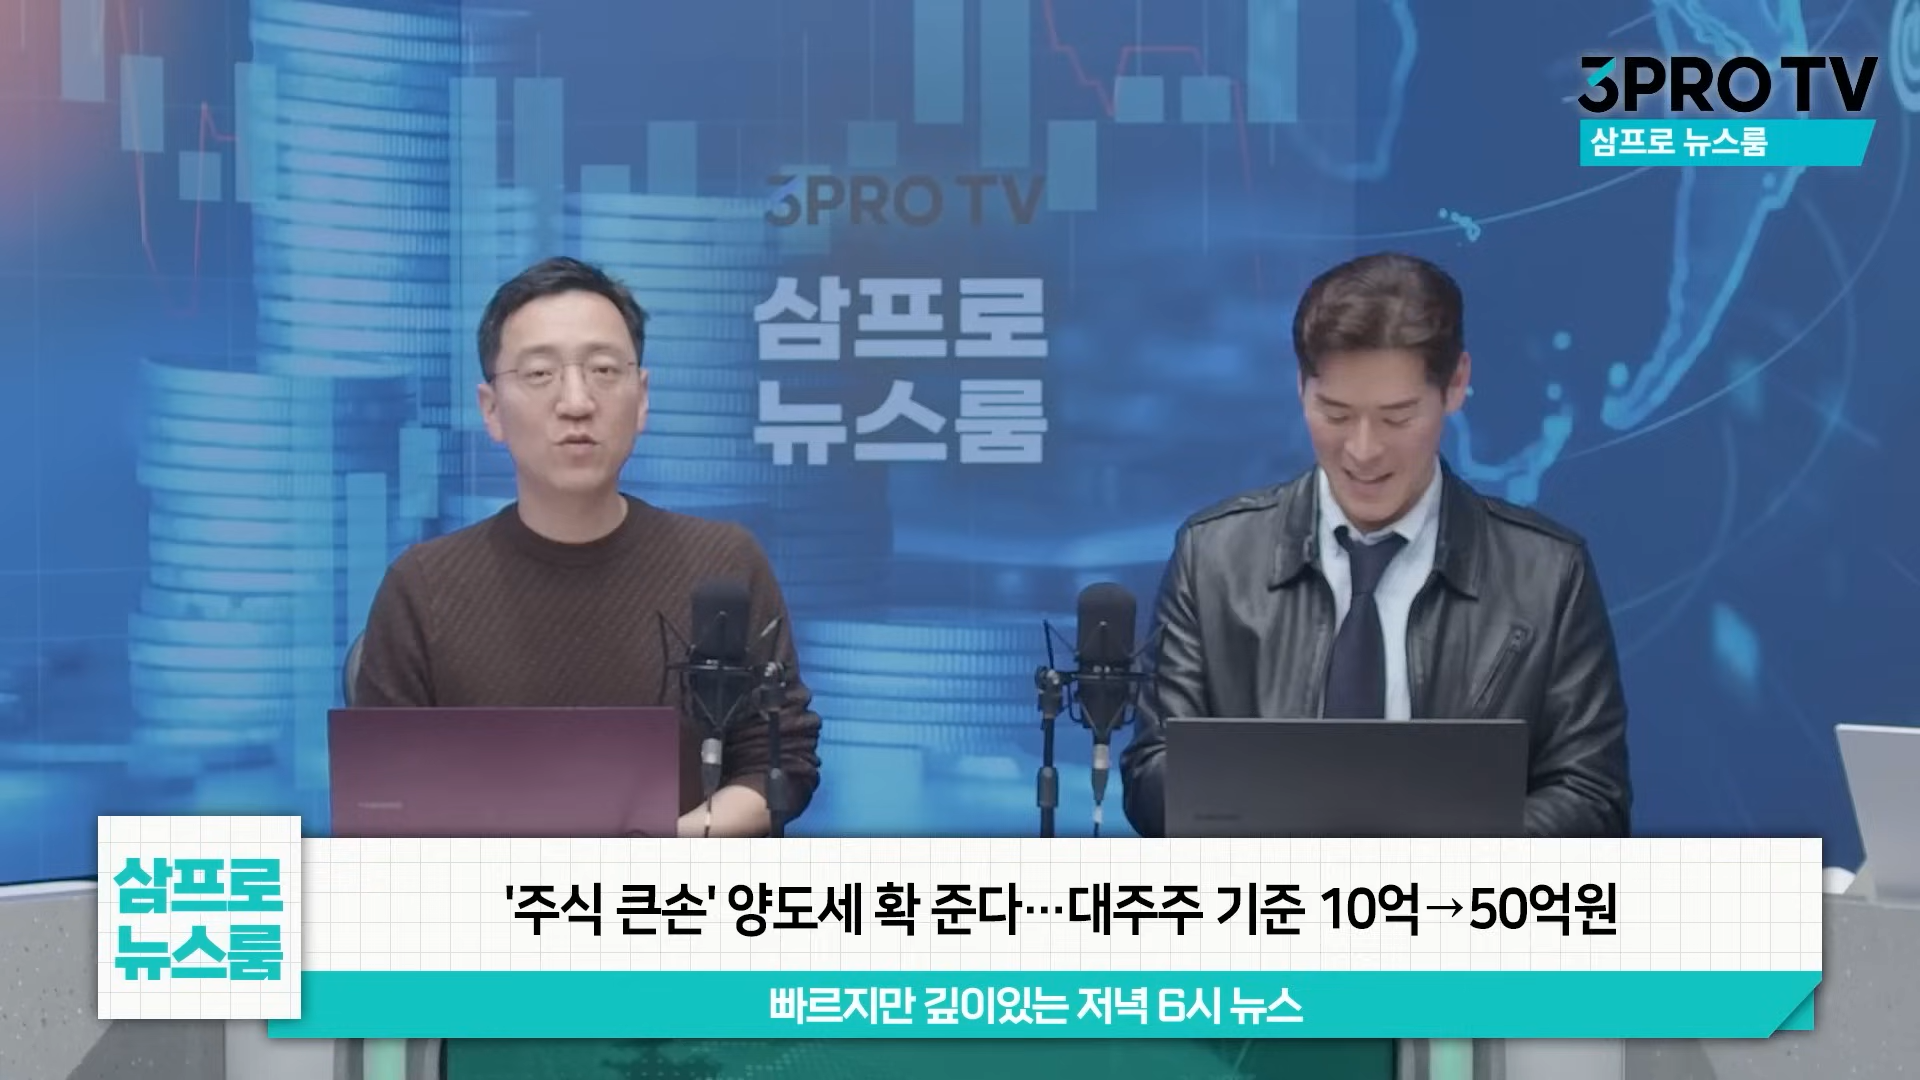 3PRO TV
삼프로 뉴스룸
3PRO TV
삼프로
뉴스룸
삼프로
뉴스룸
'주식 큰손' 양도세 확 준다…대주주 기준 10억→50억원
빠르지만 깊이있는 저녁 6시 뉴스